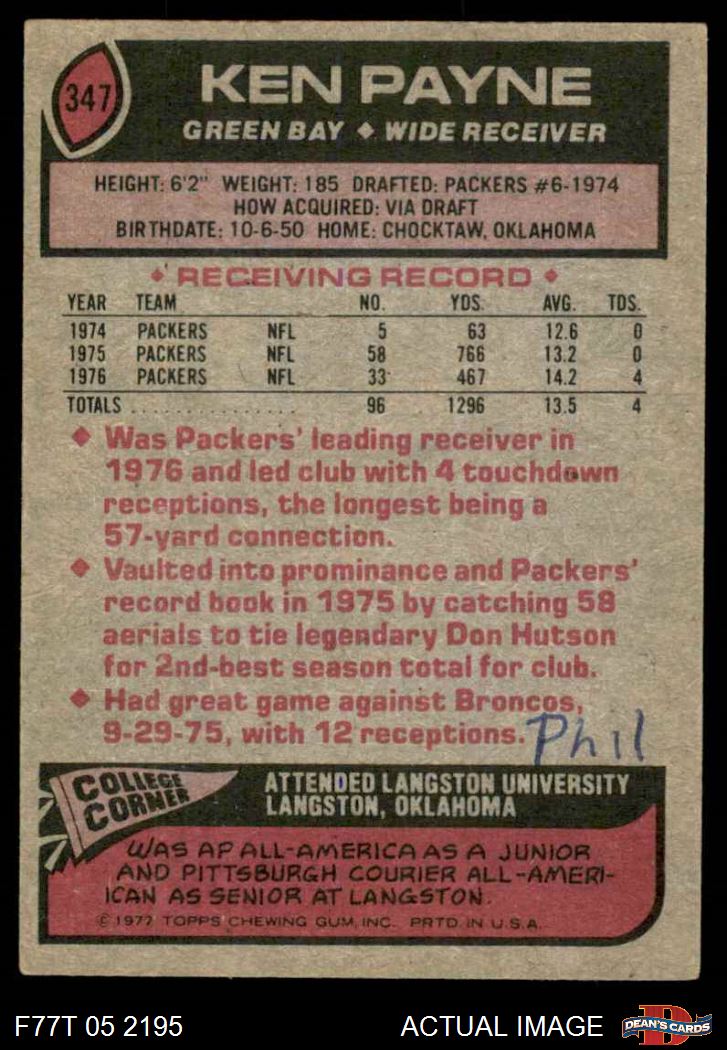 347
KEN PAYNE
GREEN BAY ♦ WIDE RECEIVER
HEIGHT: 6'2" WEIGHT: 185 DRAFTED: PACKERS #6-1974
HOW ACQUIRED: VIA DRAFT
BIRTHDATE: 10-6-50 HOME: CHOCKTAW, OKLAHOMA
♦ RECEIVING RECORD ♦
YEAR TEAM NO. YDS. AVG. TDS.
1974 PACKERS NFL 5 63 12.6 0
1975 PACKERS NFL 58 766 13.2 0
1976 PACKERS NFL 33 467 14.2 4
TOTALS . . . . . . . . . . . . . . . 96 1296 13.5 4
♦ Was Packers' leading receiver in
1976 and led club with 4 touchdown
receptions, the longest being a
57-yard connection.
♦ Vaulted into prominance and Packers'
record book in 1975 by catching 58
aerials to tie legendary Don Hutson
for 2nd-best season total for club.
♦ Had great game against Broncos,
9-29-75, with 12 receptions.
Phil
COLLEGE
CORNER
ATTENDED LANGSTON UNIVERSITY
LANGSTON, OKLAHOMA
WAS AP ALL-AMERICA AS A JUNIOR
AND PITTSBURGH COURIER ALL-AMERI-
ICAN AS SENIOR AT LANGSTON.
© 1977 TOPPS CHEWING GUM, INC. PRTD. IN U.S.A.
F77T 05 2195
ACTUAL IMAGE
D
DEAN'S CARDS